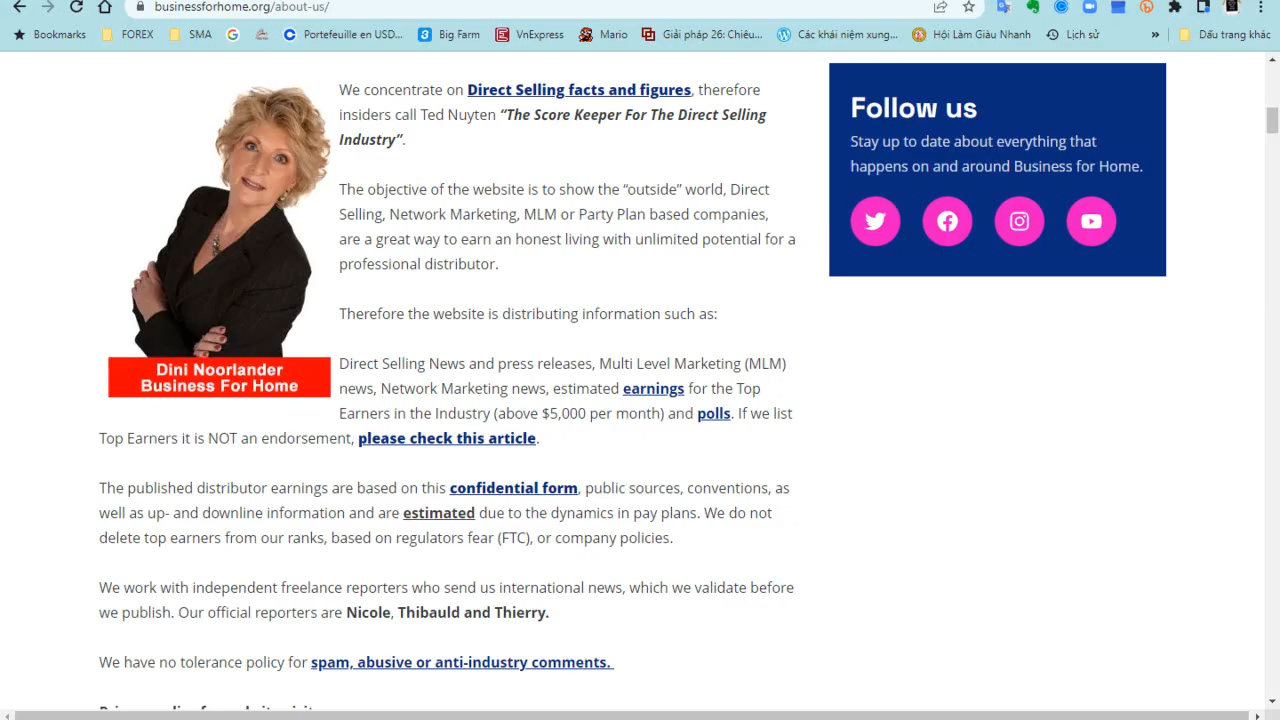 businessforhome.org/about-us/
Bookmarks FOREX SMA Portefeuille en USD... Big Farm VnExpress Mario Giải pháp 26: Chiêu... Các khái niệm xung... Hội Làm Giàu Nhanh Lịch sử » Dấu trang khác
We concentrate on Direct Selling facts and figures, therefore
insiders call Ted Nuyten “The Score Keeper For The Direct Selling
Industry”.
The objective of the website is to show the “outside” world, Direct
Selling, Network Marketing, MLM or Party Plan based companies,
are a great way to earn an honest living with unlimited potential for a
professional distributor.
Therefore the website is distributing information such as:
Dini Noorlander
Business For Home
Direct Selling News and press releases, Multi Level Marketing (MLM)
news, Network Marketing news, estimated earnings for the Top
Earners in the Industry (above $5,000 per month) and polls. If we list
Top Earners it is NOT an endorsement, please check this article.
The published distributor earnings are based on this confidential form, public sources, conventions, as
well as up- and downline information and are estimated due to the dynamics in pay plans. We do not
delete top earners from our ranks, based on regulators fear (FTC), or company policies.
We work with independent freelance reporters who send us international news, which we validate before
we publish. Our official reporters are Nicole, Thibauld and Thierry.
We have no tolerance policy for spam, abusive or anti-industry comments.
Follow us
Stay up to date about everything that
happens on and around Business for Home.